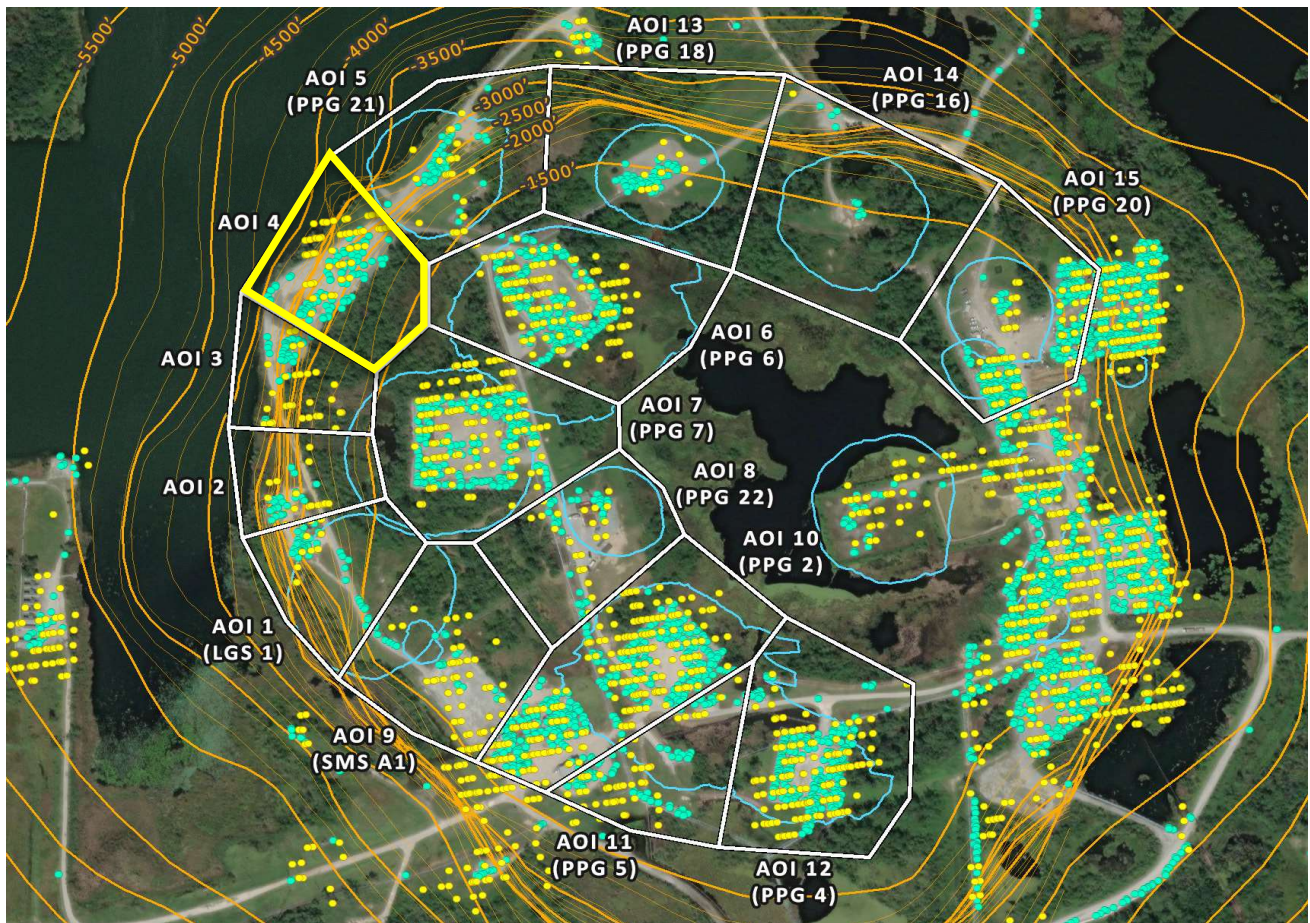 -5500'
-5000'
-4500'
-4000'
-3500'
-3000'
-2500'
-2000'
-1500'
AOI 13
(PPG 18)
AOI 5
(PPG 21)
AOI 14
(PPG 16)
AOI 15
(PPG 20)
AOI 4
AOI 6
(PPG 6)
AOI 3
AOI 7
(PPG 7)
AOI 8
(PPG 22)
AOI 2
AOI 10
(PPG 2)
AOI 1
(LGS 1)
AOI 9
(SMS A1)
AOI 11
(PPG 5)
AOI 12
(PPG 4)